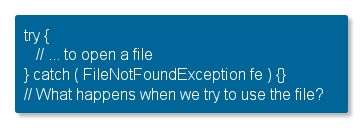 try {
// ... to open a file
} catch ( FileNotFoundException fe ) {}
// What happens when we try to use the file?